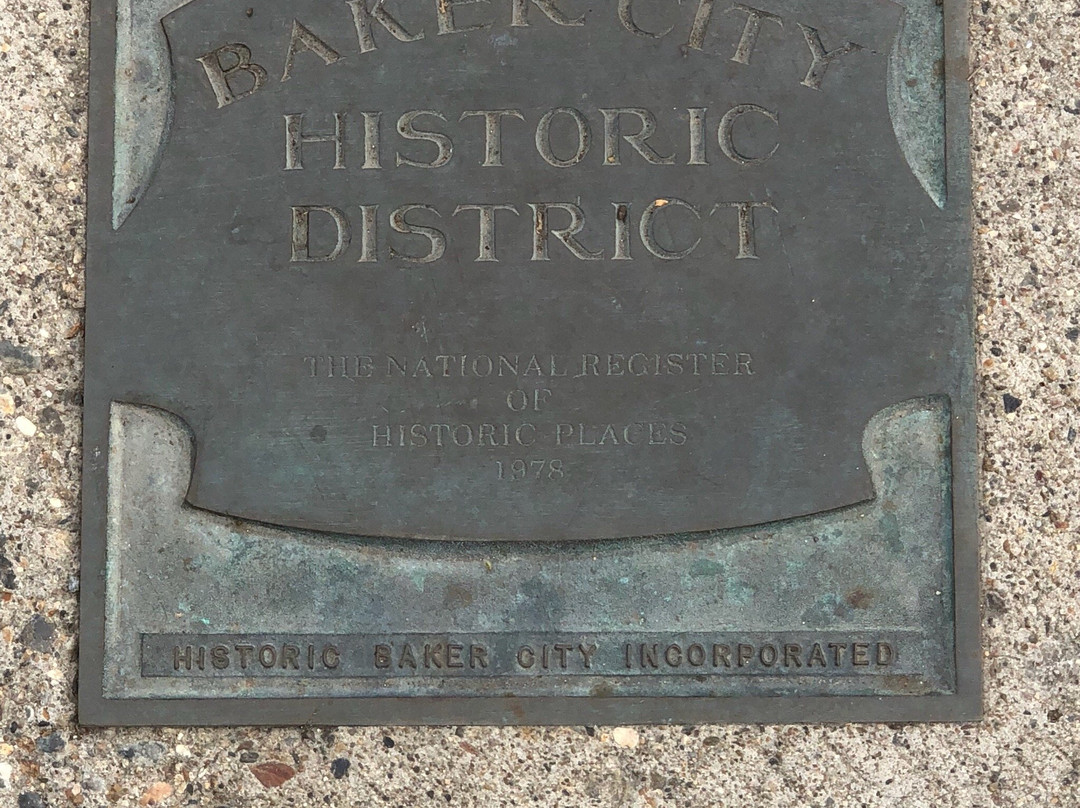 BAKER CITY
HISTORIC
DISTRICT
THE NATIONAL REGISTER
OF
HISTORIC PLACES
1978
HISTORIC BAKER CITY INCORPORATED